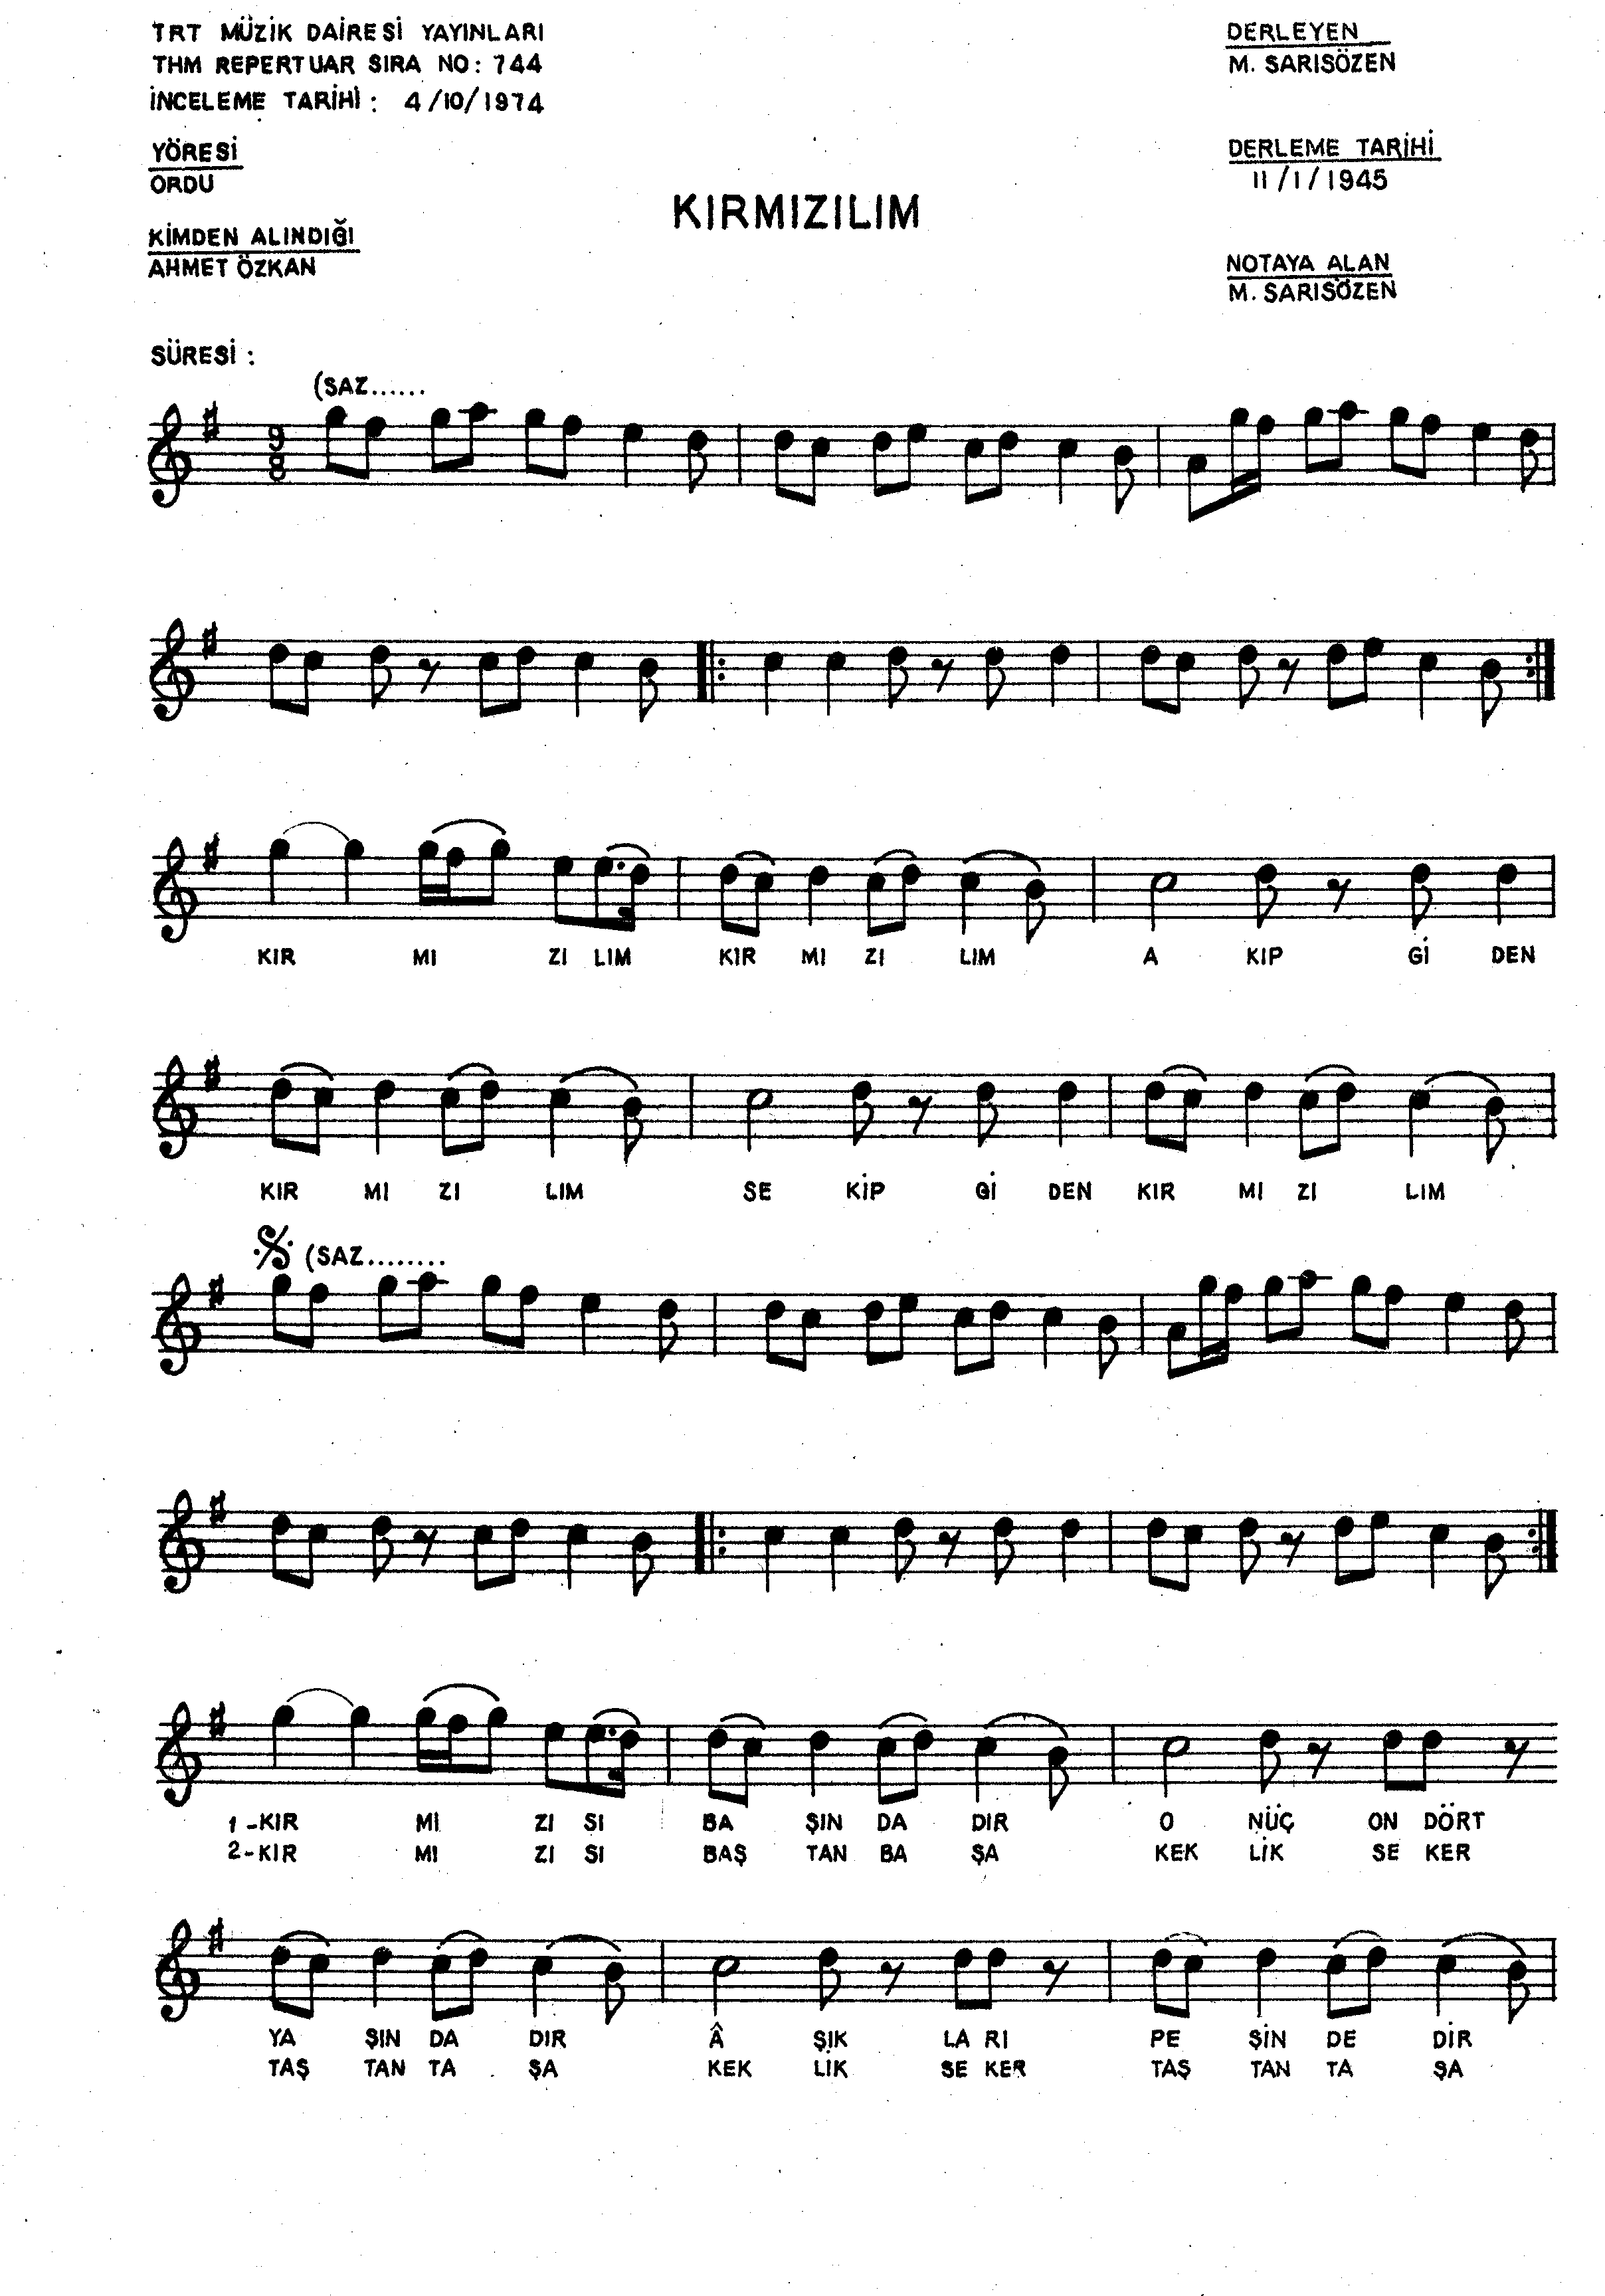 TRT MÜZİK DAİRESİ YAYINLARI
THM REPERTUAR SIRA NO: 744
İNCELEME TARİHİ: 4/10/1974
YÖRESİ
ORDU
KİMDEN ALINDIĞI
AHMET ÖZKAN
SÜRESİ :
KIRMIZILIM
DERLEYEN
M. SARISÖZEN
DERLEME TARİHİ
11/1/1945
NOTAYA ALAN
M. SARISÖZEN
(SAZ......
9
8
KIR MI ZI LIM KIR MI ZI LIM A KIP Gİ DEN
KIR MI ZI LIM SE KİP Gİ DEN KIR MI ZI LIM
(SAZ........
1-KIR MI ZI SI BA ŞIN DA DIR O NÜÇ ON DÖRT
2-KIR MI ZI SI BAŞ TAN BA ŞA KEK LİK SE KER
YA ŞIN DA DIR Â ŞIK LA RI PE ŞİN DE DİR
TAŞ TAN TA ŞA KEK LİK SE KER TAŞ TAN TA ŞA